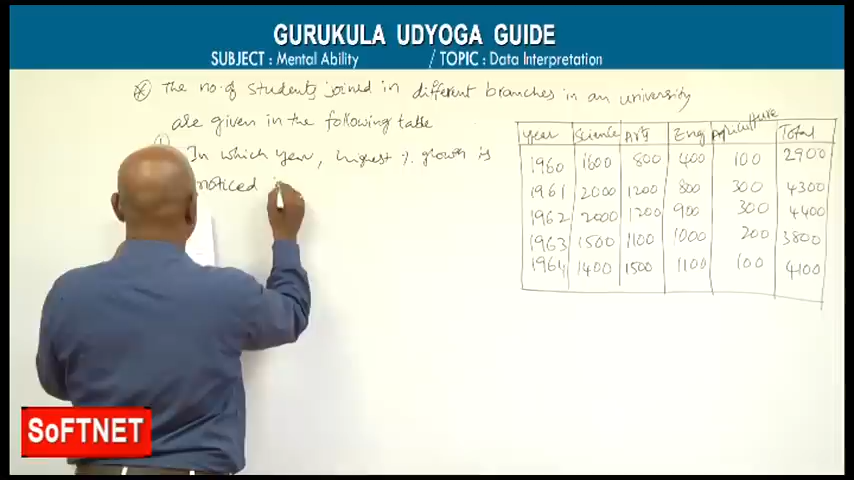 GURUKULA UDYOGA GUIDE
SUBJECT : Mental Ability / TOPIC : Data Interpretation
The no. of students joined in different branches in an university
are given in the following table
1)
In which year, highest % growth is
noticed
Year Science Arts Eng Agriculture Total
1960 1600 800 400 100 2900
1961 2000 1200 800 300 4300
1962 2000 1200 900 300 4400
1963 1500 1100 1000 200 3800
1964 1400 1500 1100 100 4100
SoFTNET